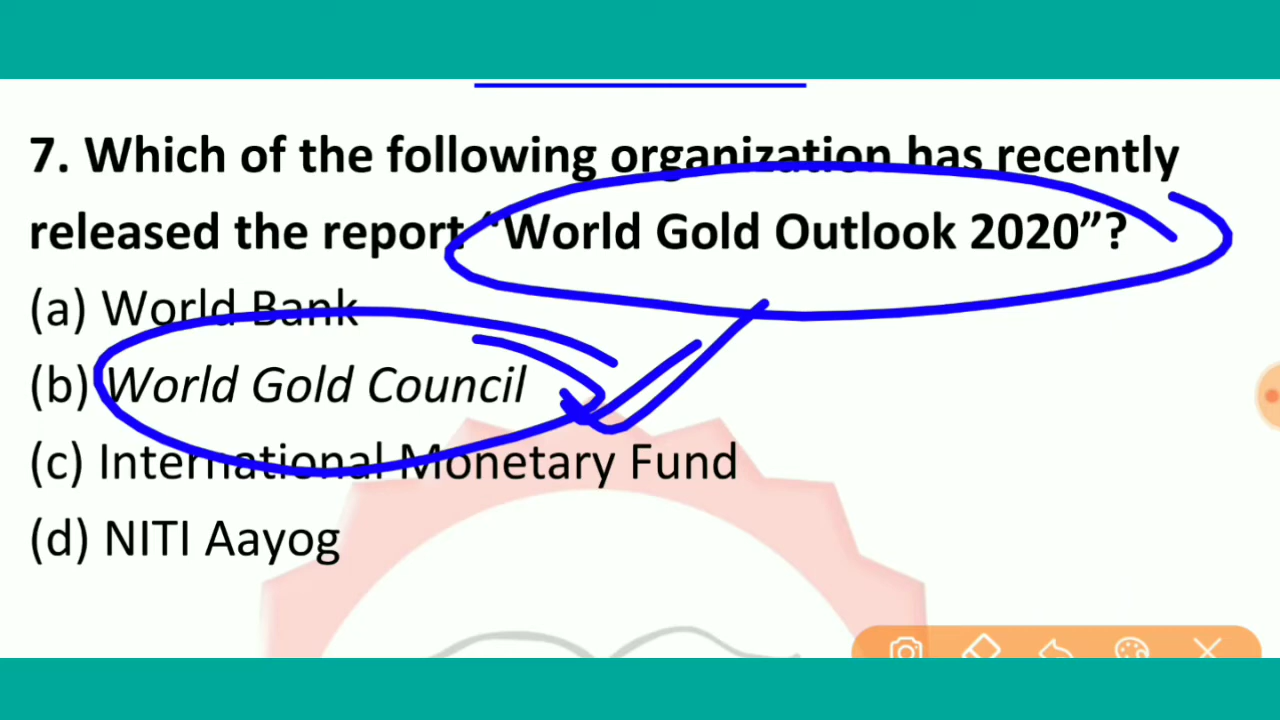 7. Which of the following organization has recently
released the report “World Gold Outlook 2020”?
(a) World Bank
(b) World Gold Council
(c) International Monetary Fund
(d) NITI Aayog